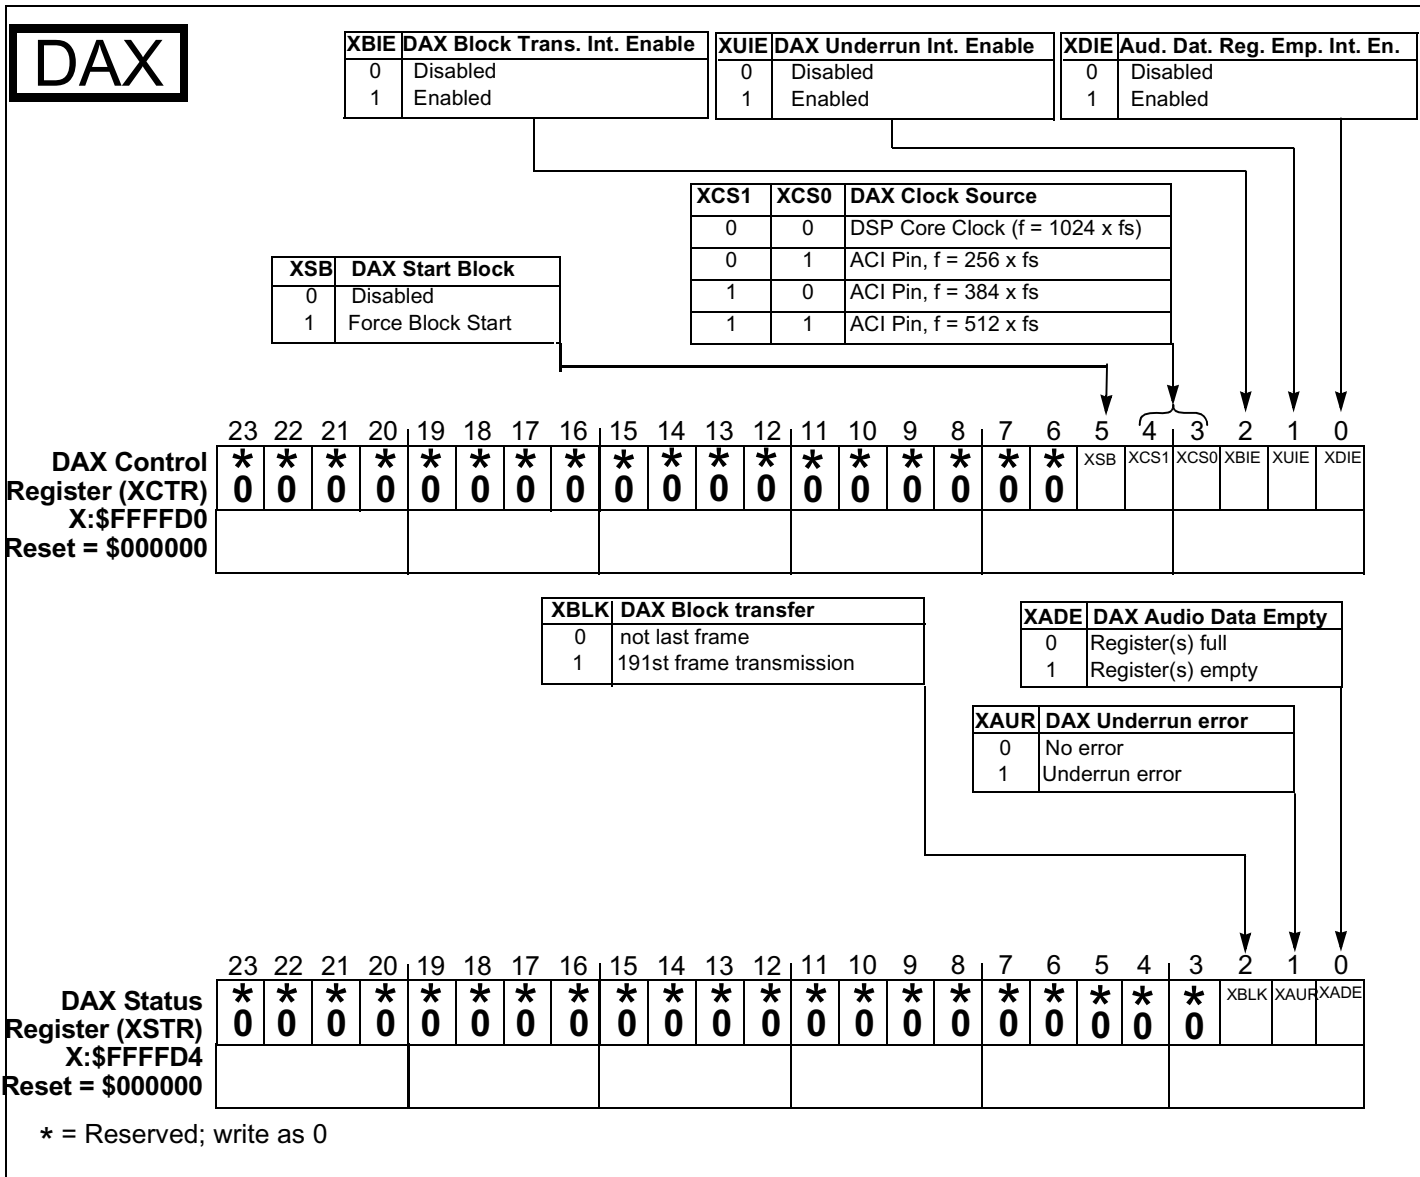 DAX
XBIE DAX Block Trans. Int. Enable
0 Disabled
1 Enabled
XUIE DAX Underrun Int. Enable
0 Disabled
1 Enabled
XDIE Aud. Dat. Reg. Emp. Int. En.
0 Disabled
1 Enabled
XCS1 XCS0 DAX Clock Source
0 0 DSP Core Clock (f = 1024 x fs)
0 1 ACI Pin, f = 256 x fs
1 0 ACI Pin, f = 384 x fs
1 1 ACI Pin, f = 512 x fs
XSB DAX Start Block
0 Disabled
1 Force Block Start
23 22 21 20 19 18 17 16 15 14 13 12 11 10 9 8 7 6 5 4 3 2 1 0
DAX Control * * * * * * * * * * * * * * * * * * XSB XCS1 XCS0 XBIE XUIE XDIE
Register (XCTR) 0 0 0 0 0 0 0 0 0 0 0 0 0 0 0 0 0 0
X:$FFFFD0
Reset = $000000
XBLK DAX Block transfer
0 not last frame
1 191st frame transmission
XADE DAX Audio Data Empty
0 Register(s) full
1 Register(s) empty
XAUR DAX Underrun error
0 No error
1 Underrun error
23 22 21 20 19 18 17 16 15 14 13 12 11 10 9 8 7 6 5 4 3 2 1 0
DAX Status * * * * * * * * * * * * * * * * * * * * * XBLK XAUR XADE
Register (XSTR) 0 0 0 0 0 0 0 0 0 0 0 0 0 0 0 0 0 0 0 0 0
X:$FFFFD4
Reset = $000000
* = Reserved; write as 0